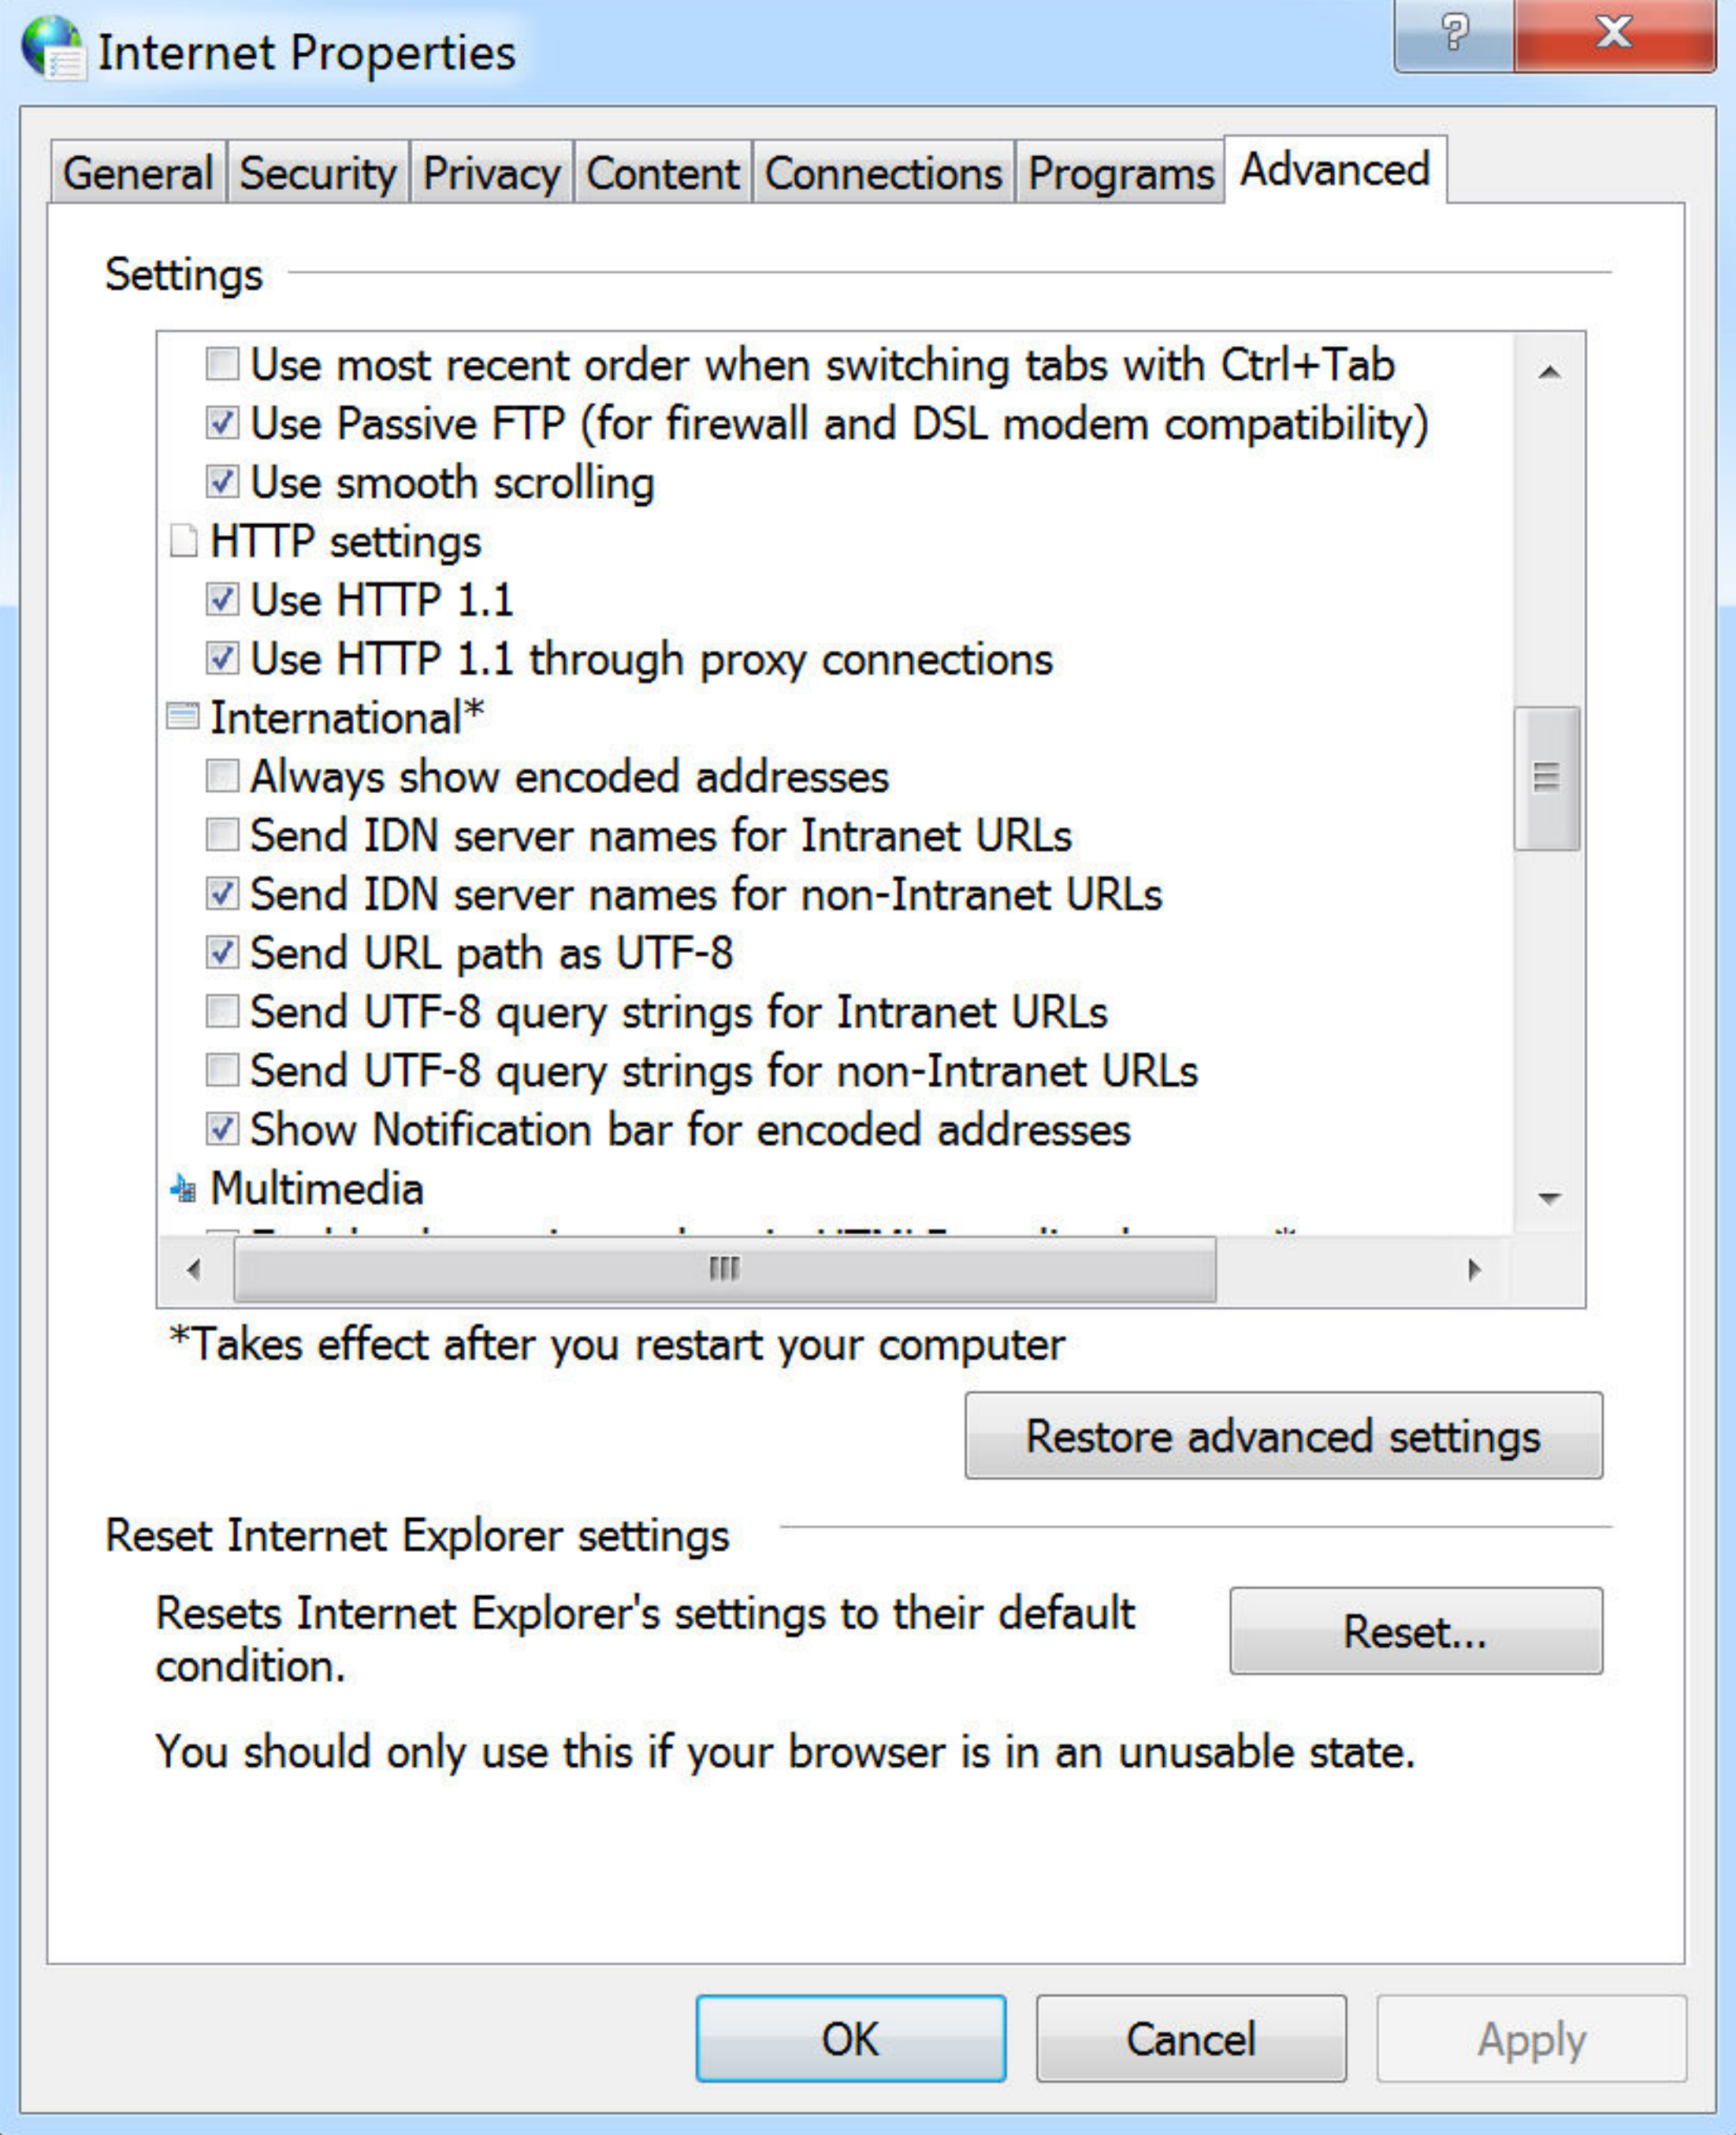 Internet Properties
General Security Privacy Content Connections Programs Advanced
Settings
Use most recent order when switching tabs with Ctrl+Tab
Use Passive FTP (for firewall and DSL modem compatibility)
Use smooth scrolling
HTTP settings
Use HTTP 1.1
Use HTTP 1.1 through proxy connections
International*
Always show encoded addresses
Send IDN server names for Intranet URLs
Send IDN server names for non-Intranet URLs
Send URL path as UTF-8
Send UTF-8 query strings for Intranet URLs
Send UTF-8 query strings for non-Intranet URLs
Show Notification bar for encoded addresses
Multimedia
*Takes effect after you restart your computer
Restore advanced settings
Reset Internet Explorer settings
Resets Internet Explorer's settings to their default
condition.
Reset...
You should only use this if your browser is in an unusable state.
OK Cancel Apply